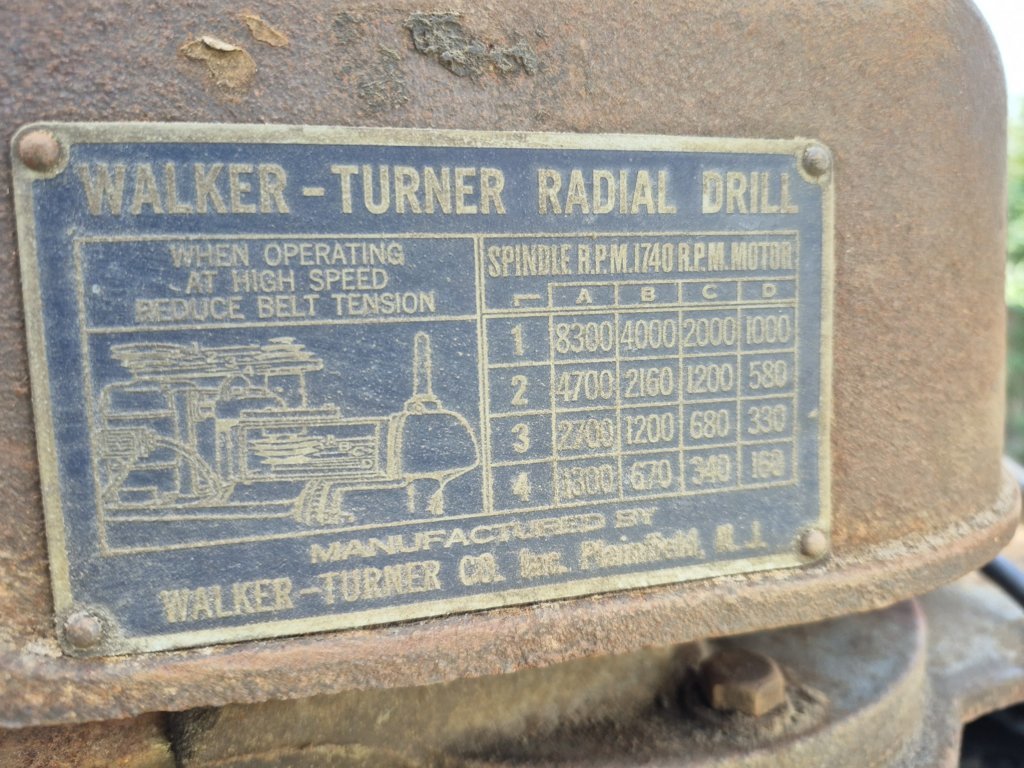 WALKER-TURNER RADIAL DRILL
WHEN OPERATING
AT HIGH SPEED
REDUCE BELT TENSION
SPINDLE R.P.M. 1740 R.P.M. MOTOR
A B C D
1 8300 4000 2000 1000
2 4700 2160 1200 580
3 2700 1200 680 330
4 1300 670 340 160
MANUFACTURED BY
WALKER-TURNER CO. Inc. Plainfield, N. J.